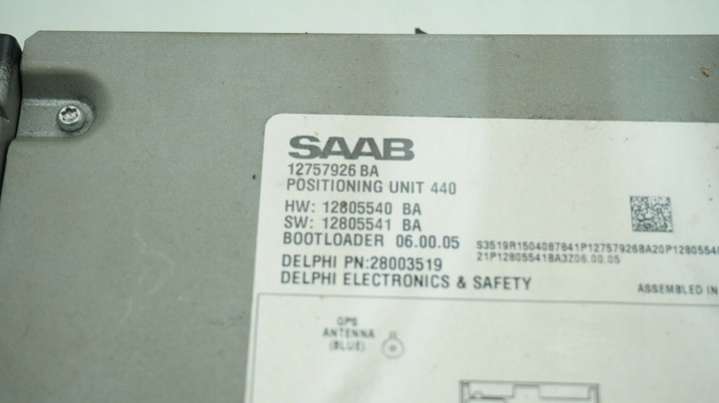 SAAB
12757926 BA
POSITIONING UNIT 440
HW: 12805540 BA
SW: 12805541 BA
BOOTLOADER 06.00.05
DELPHI PN:28003519
DELPHI ELECTRONICS & SAFETY
S3519R1504087841P12757926BA20P1280554
21P12805541BA3Z06.00.05
ASSEMBLED IN
GPS
ANTENNA
(BLUE)